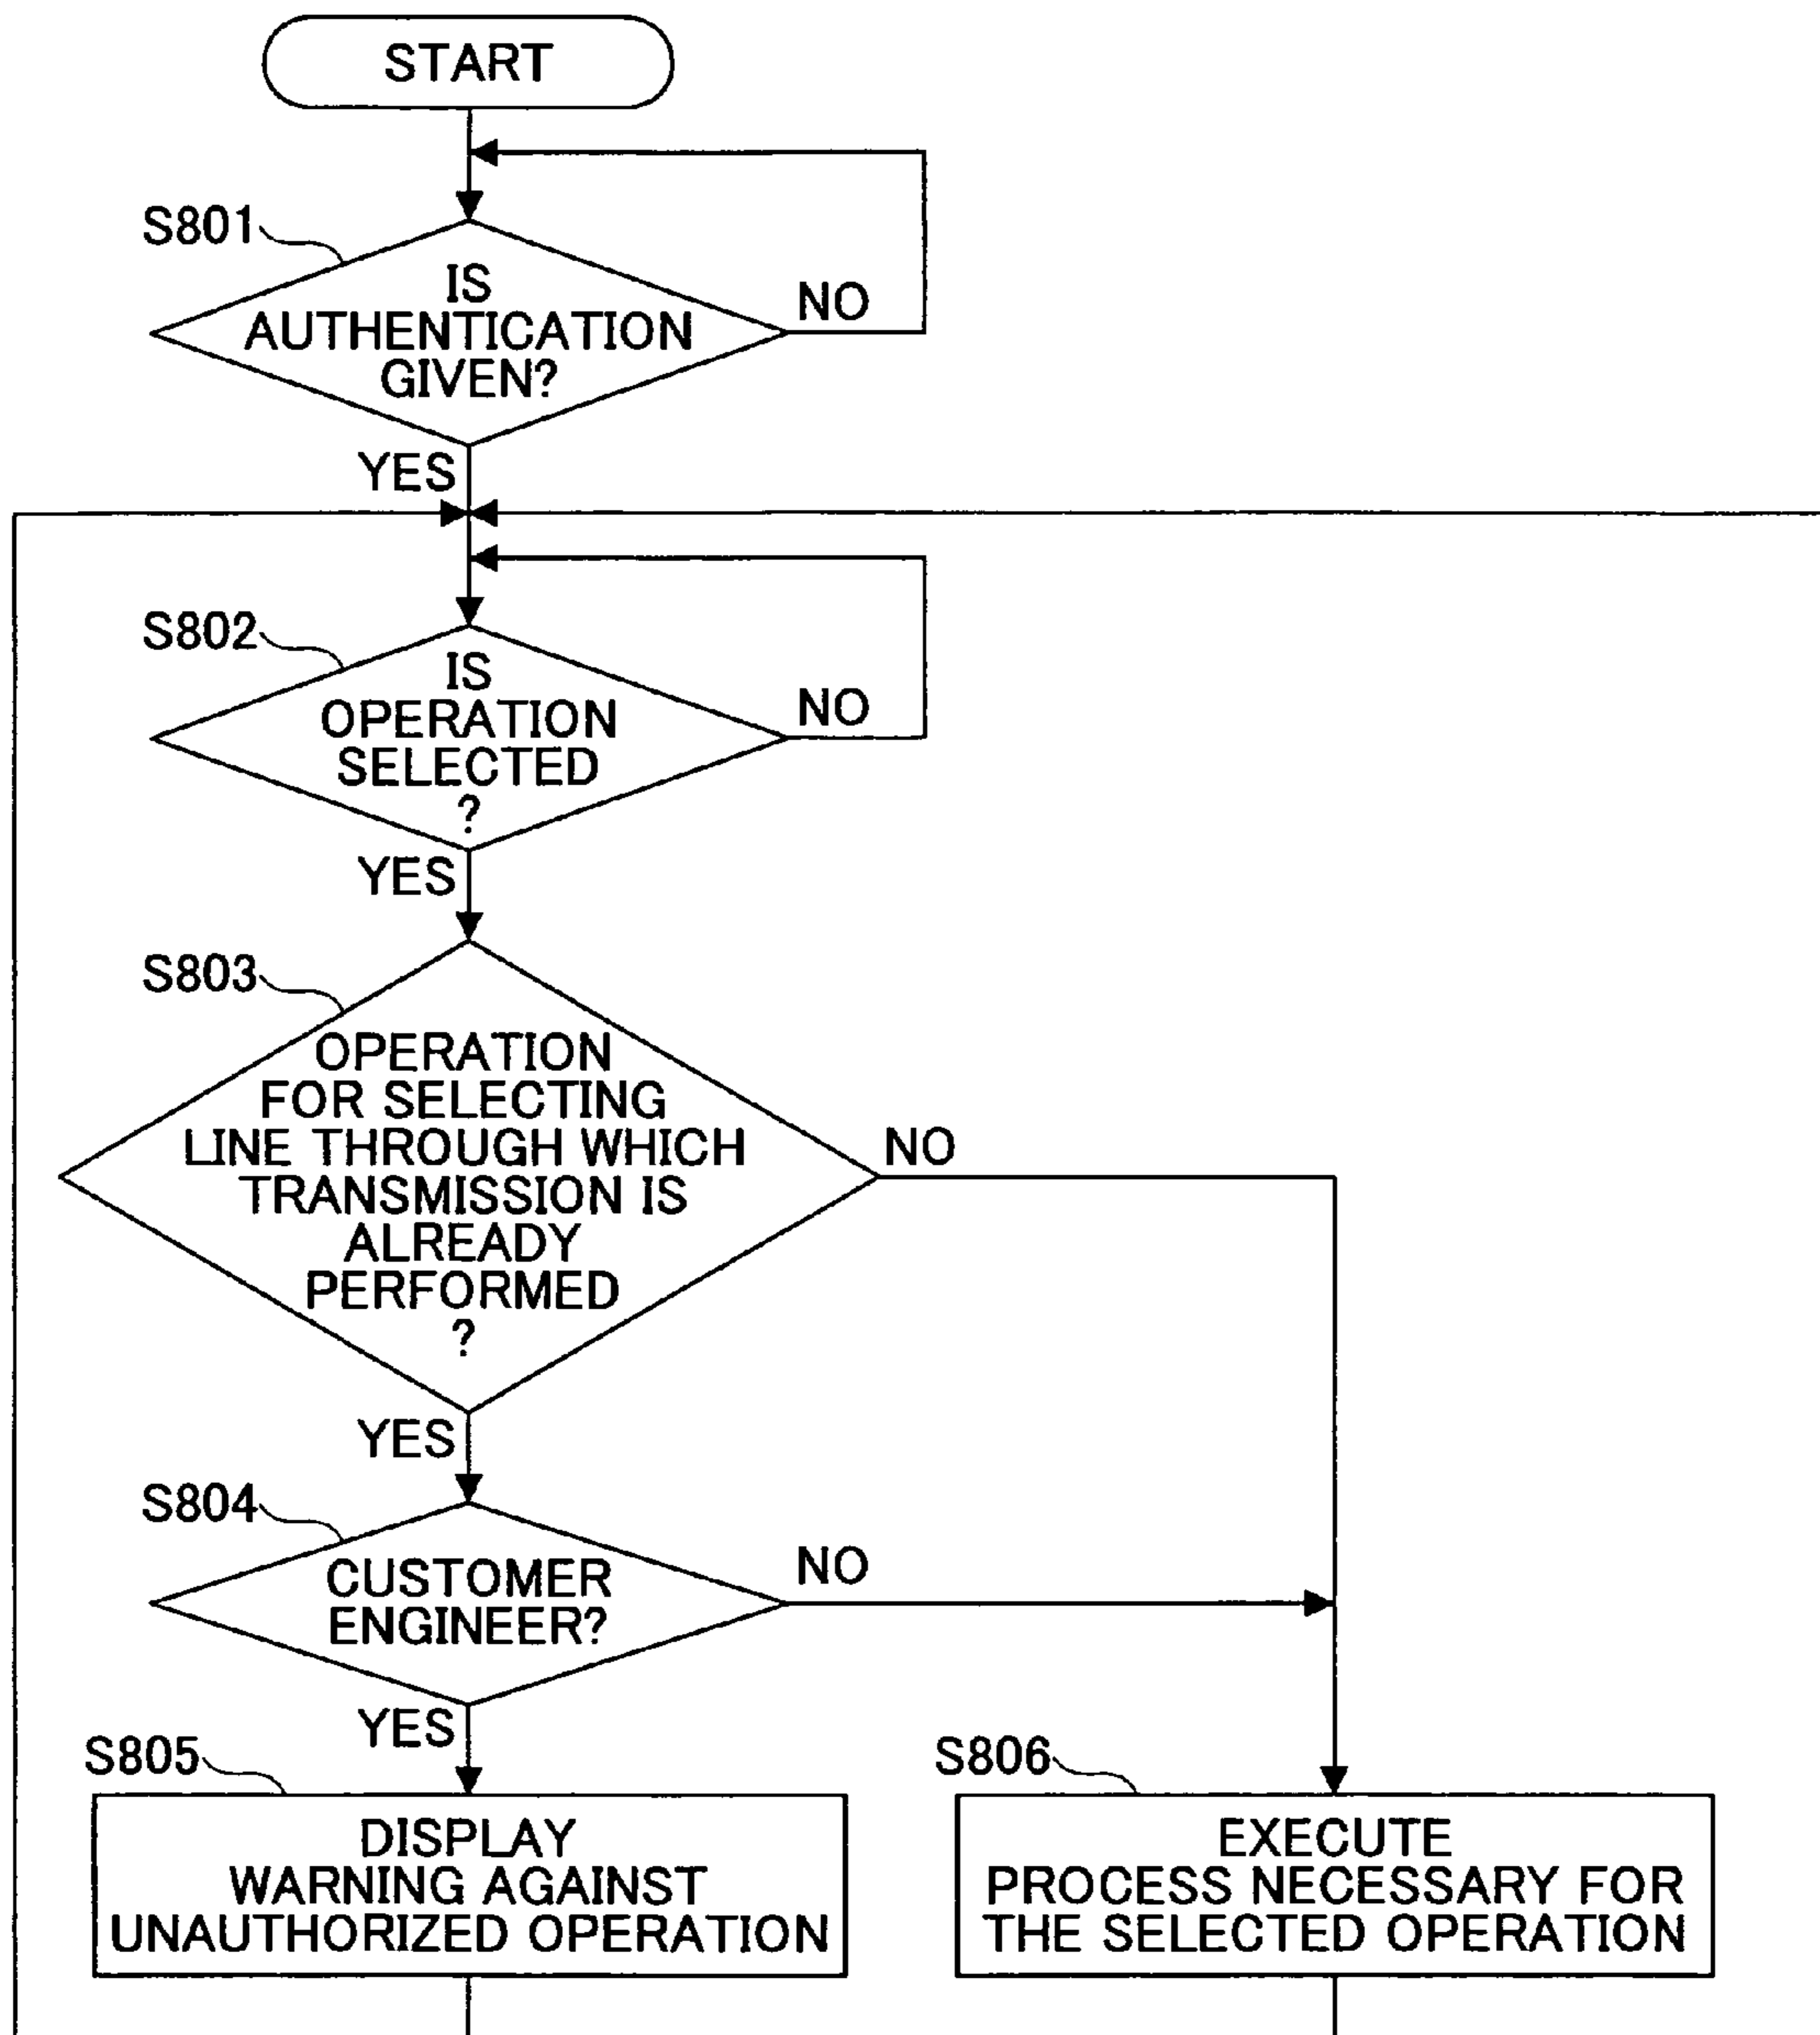 START
S801
IS
AUTHENTICATION
GIVEN?
NO
YES
S802
IS
OPERATION
SELECTED
?
NO
YES
S803
OPERATION
FOR SELECTING
LINE THROUGH WHICH
TRANSMISSION IS
ALREADY
PERFORMED
?
NO
YES
S804
CUSTOMER
ENGINEER?
NO
YES
S805
DISPLAY
WARNING AGAINST
UNAUTHORIZED OPERATION
S806
EXECUTE
PROCESS NECESSARY FOR
THE SELECTED OPERATION